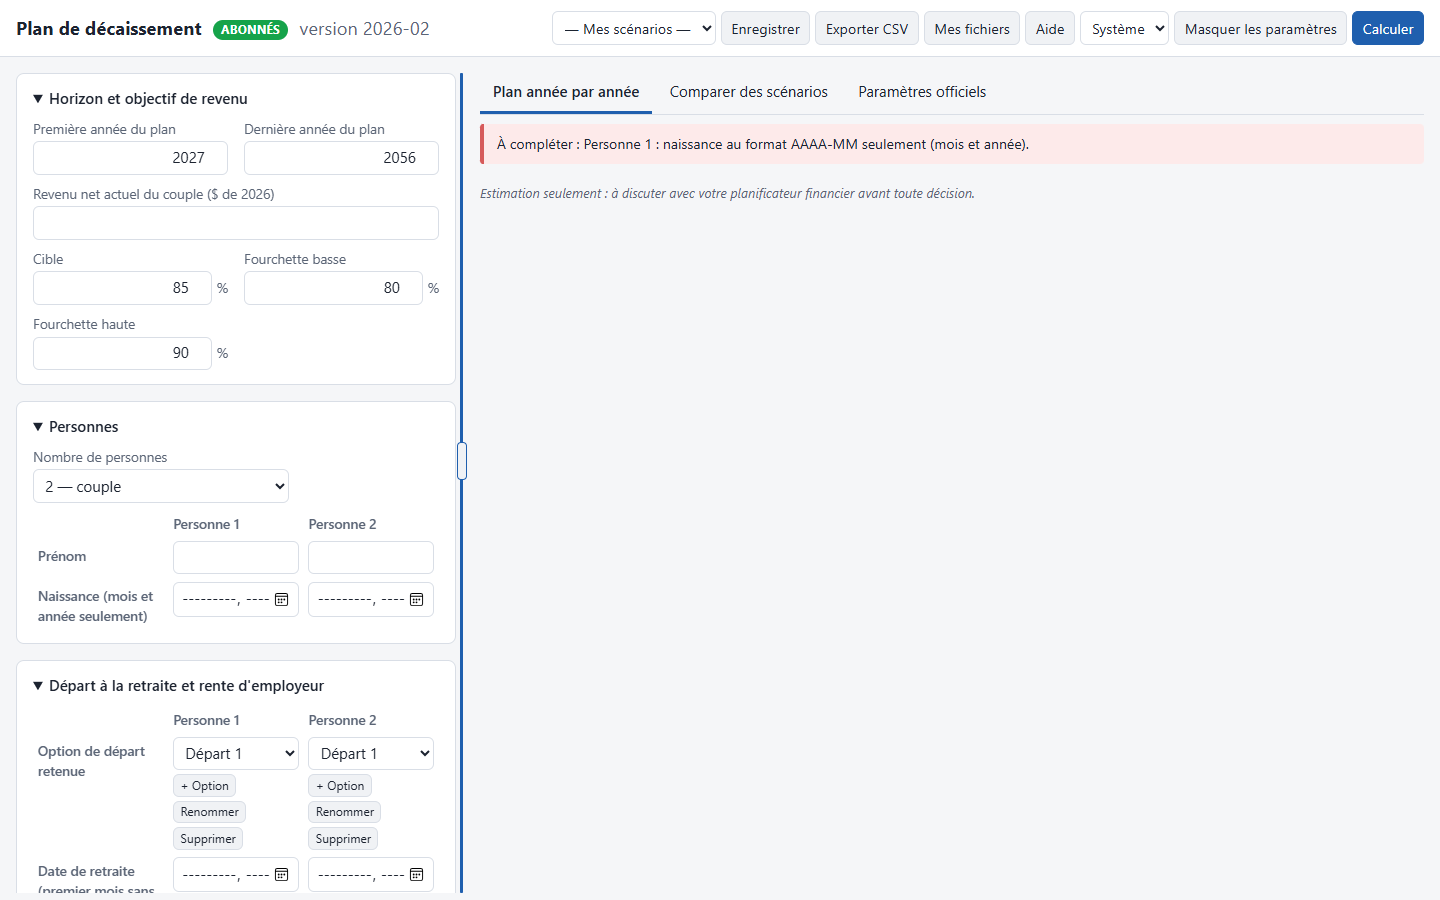 Plan de décaissement ABONNÉS version 2026-02
— Mes scénarios — Enregistrer Exporter CSV Mes fichiers Aide Système Masquer les paramètres Calculer
▼ Horizon et objectif de revenu
Première année du plan Dernière année du plan
2027 2056
Revenu net actuel du couple ($ de 2026)
Cible Fourchette basse
85 % 80 %
Fourchette haute
90 %
▼ Personnes
Nombre de personnes
2 — couple
Personne 1 Personne 2
Prénom
Naissance (mois et
année seulement)
---------, ---- ---------, ----
▼ Départ à la retraite et rente d'employeur
Personne 1 Personne 2
Option de départ
retenue
Départ 1 Départ 1
+ Option + Option
Renommer Renommer
Supprimer Supprimer
Date de retraite
(premier mois sans
---------, ---- ---------, ----
Plan année par année Comparer des scénarios Paramètres officiels
À compléter : Personne 1 : naissance au format AAAA-MM seulement (mois et année).
Estimation seulement : à discuter avec votre planificateur financier avant toute décision.